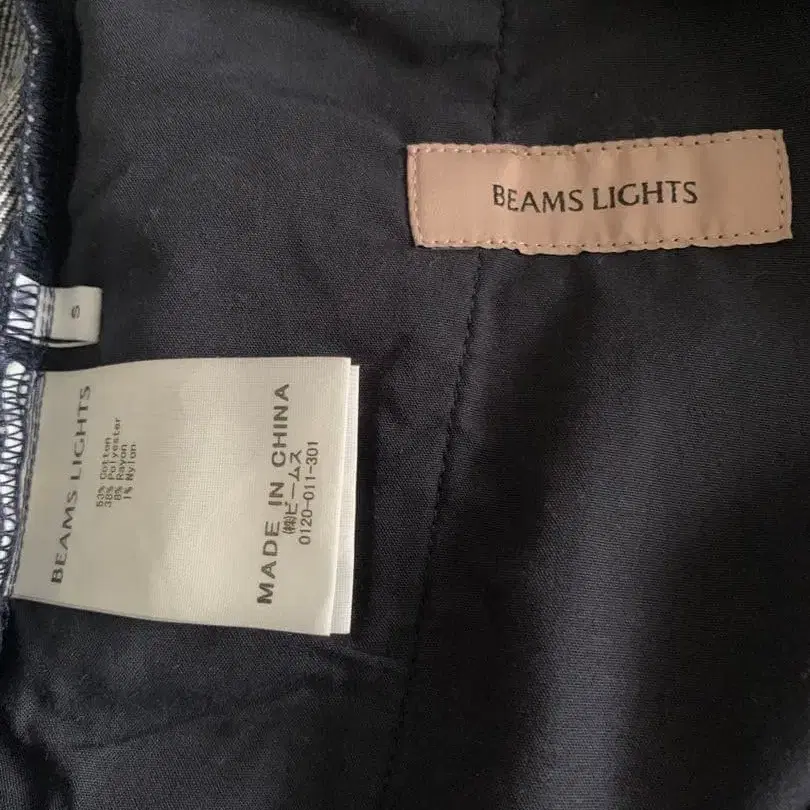 BEAMS LIGHTS
S
BEAMS LIGHTS
53% Cotton
38% Polyester
8% Rayon
1% Nylon
MADE IN CHINA
㈱ビームス
0120-011-301